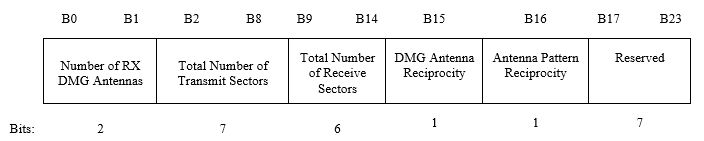 B0 B1 B2 B8 B9 B14 B15 B16 B17 B23
Number of RX
DMG Antennas
Total Number of
Transmit Sectors
Total Number
of Receive
Sectors
DMG Antenna
Reciprocity
Antenna Pattern
Reciprocity
Reserved
Bits: 2 7 6 1 1 7